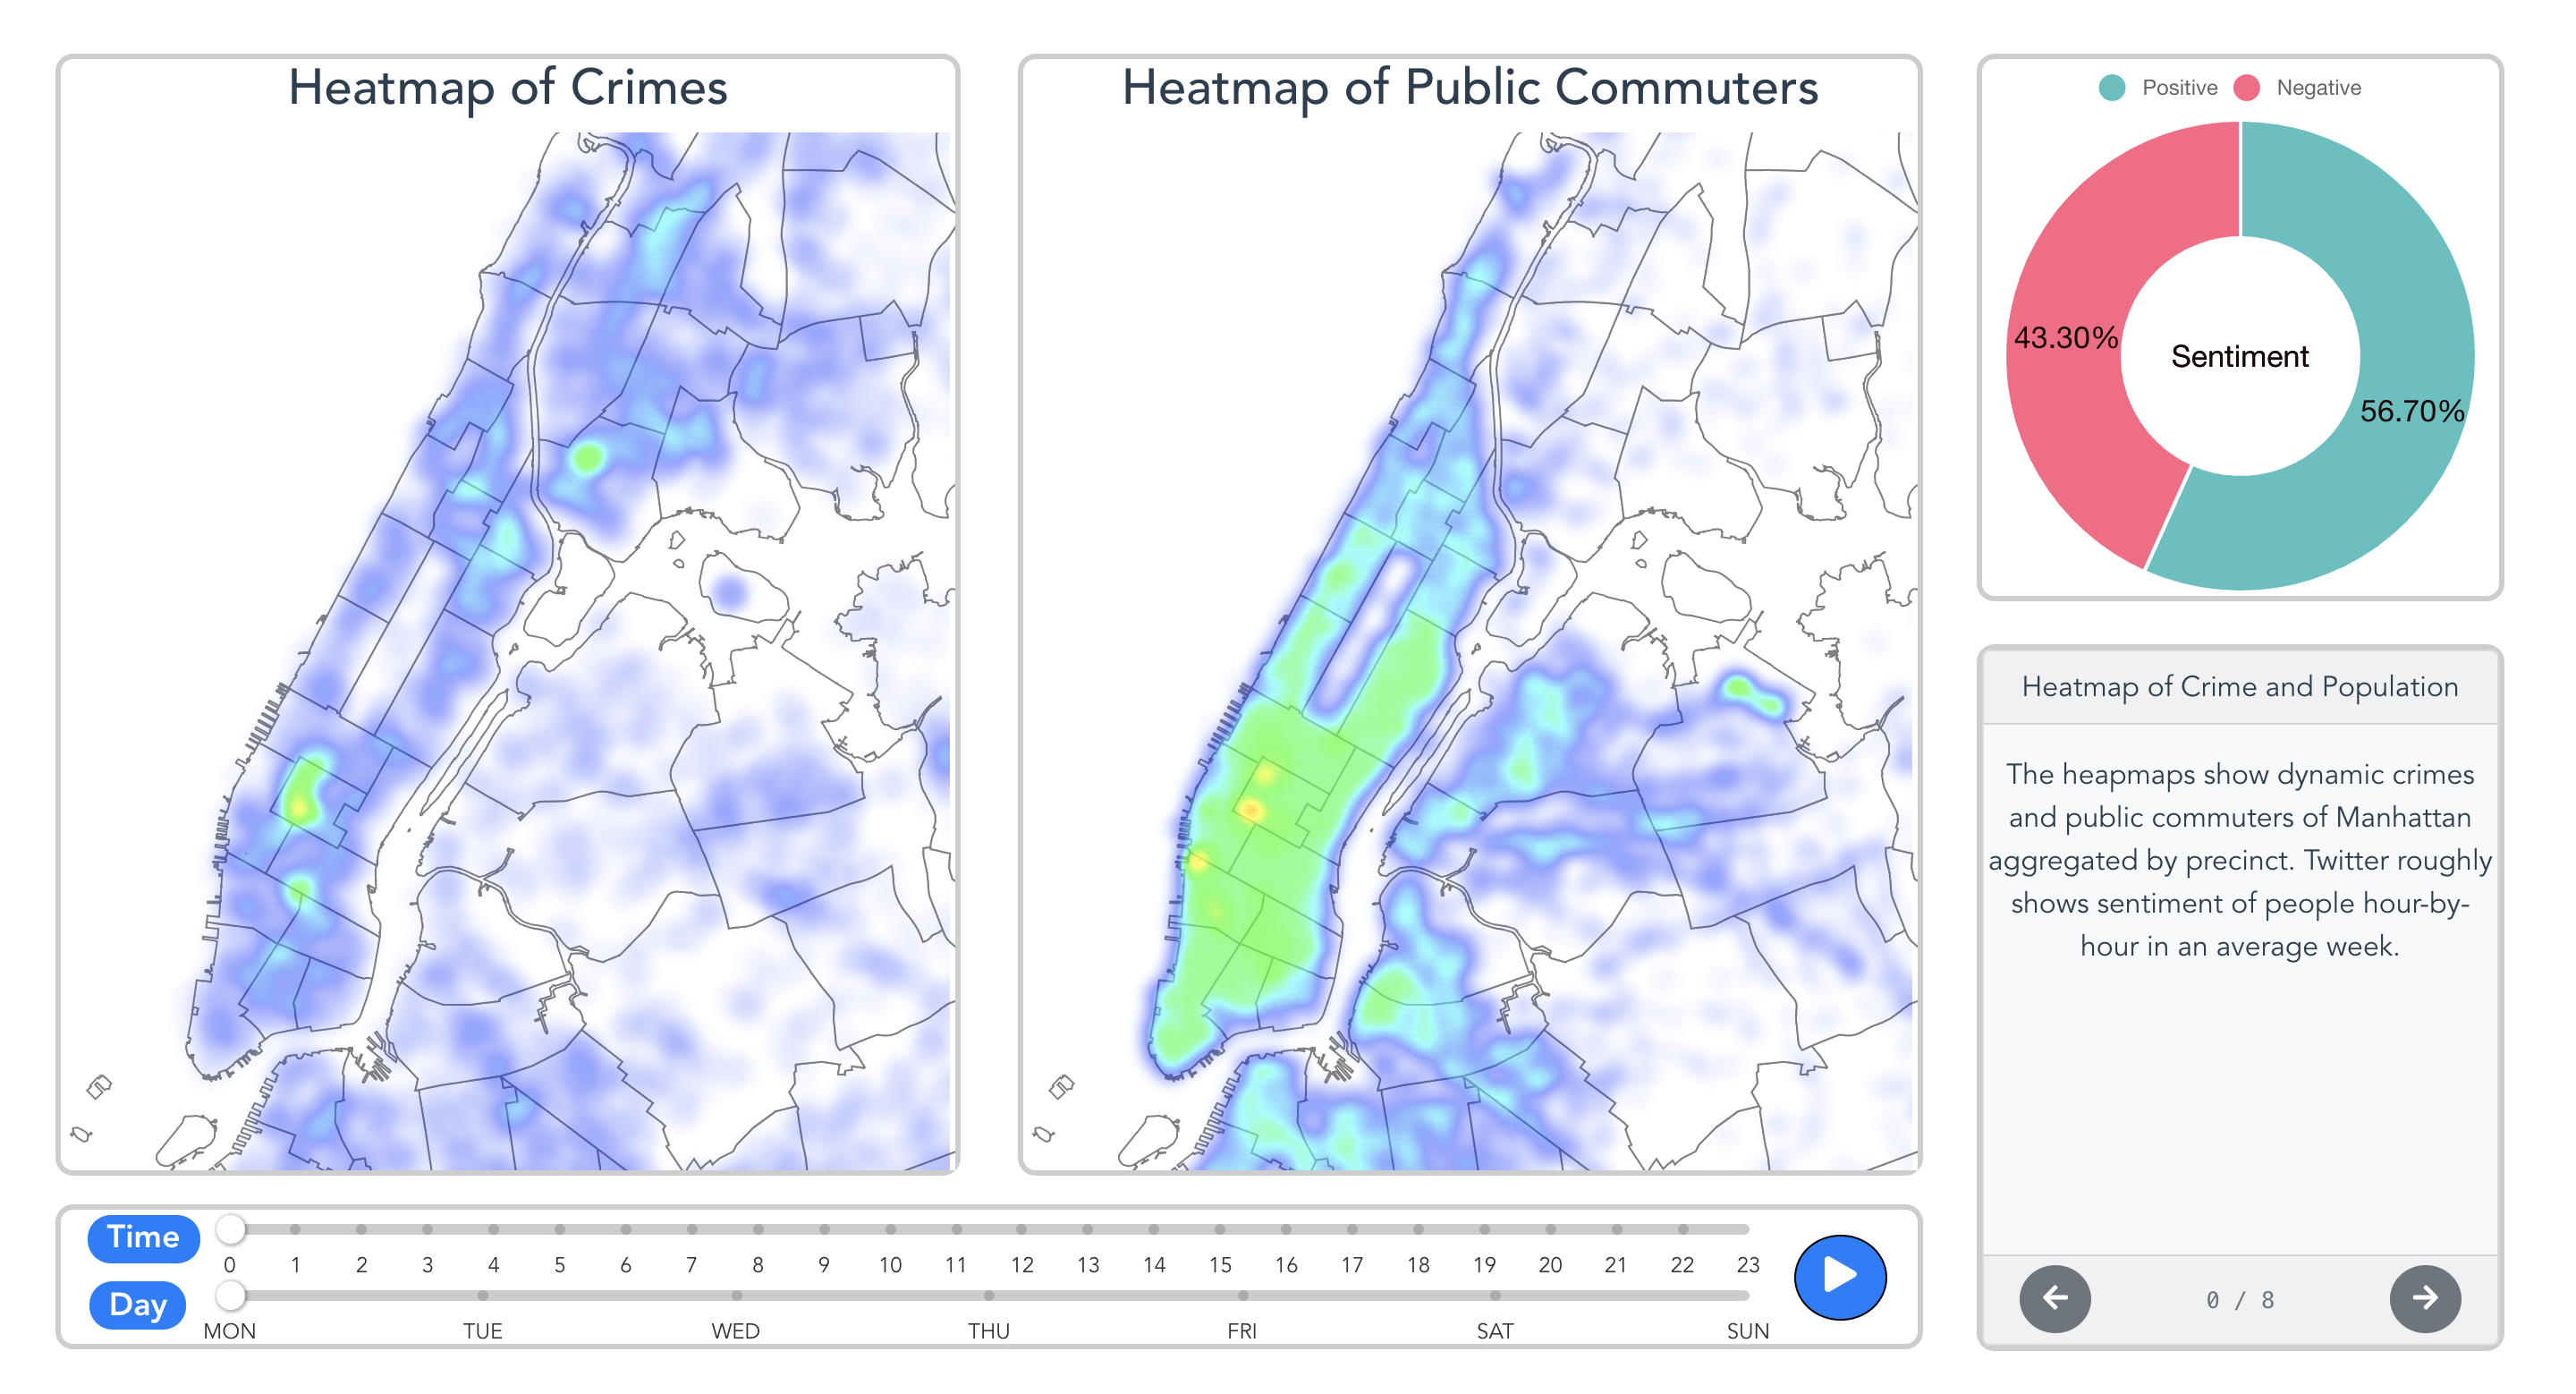 Heatmap of Crimes
Heatmap of Public Commuters
Positive
Negative
43.30%
Sentiment
56.70%
Heatmap of Crime and Population
The heapmaps show dynamic crimes
and public commuters of Manhattan
aggregated by precinct. Twitter roughly
shows sentiment of people hour-by-
hour in an average week.
0 / 8
Time
0 1 2 3 4 5 6 7 8 9 10 11 12 13 14 15 16 17 18 19 20 21 22 23
Day
MON TUE WED THU FRI SAT SUN